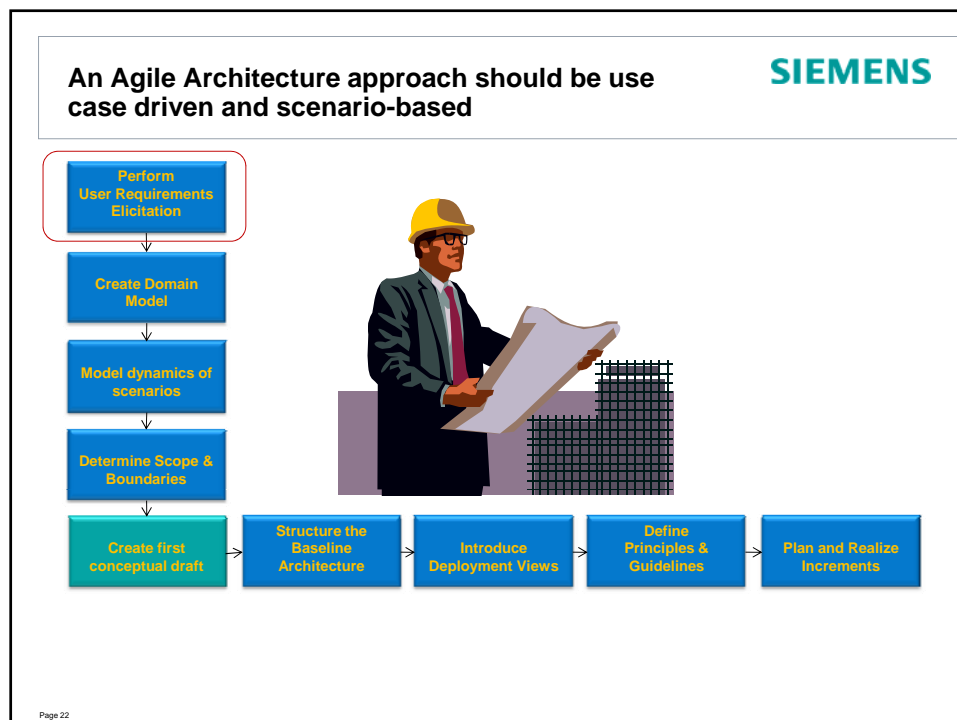 An Agile Architecture approach should be use
case driven and scenario-based
SIEMENS
Perform
User Requirements
Elicitation
Create Domain
Model
Model dynamics of
scenarios
Determine Scope &
Boundaries
Create first
conceptual draft
Structure the
Baseline
Architecture
Introduce
Deployment Views
Define
Principles &
Guidelines
Plan and Realize
Increments
Page 22